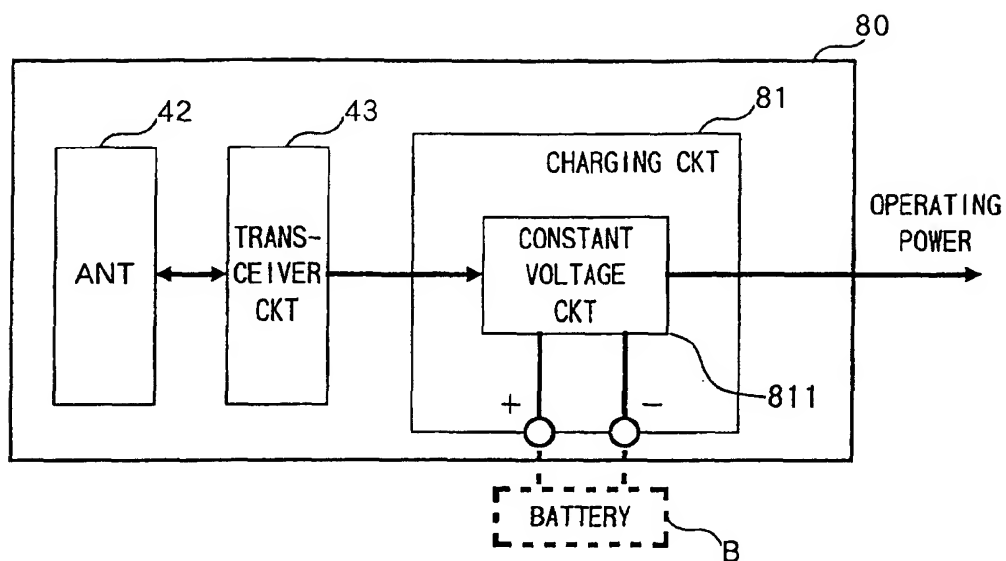 80
42
43
81
CHARGING CKT
OPERATING
POWER
ANT
TRANS-
CEIVER
CKT
CONSTANT
VOLTAGE
CKT
811
+
−
BATTERY
B